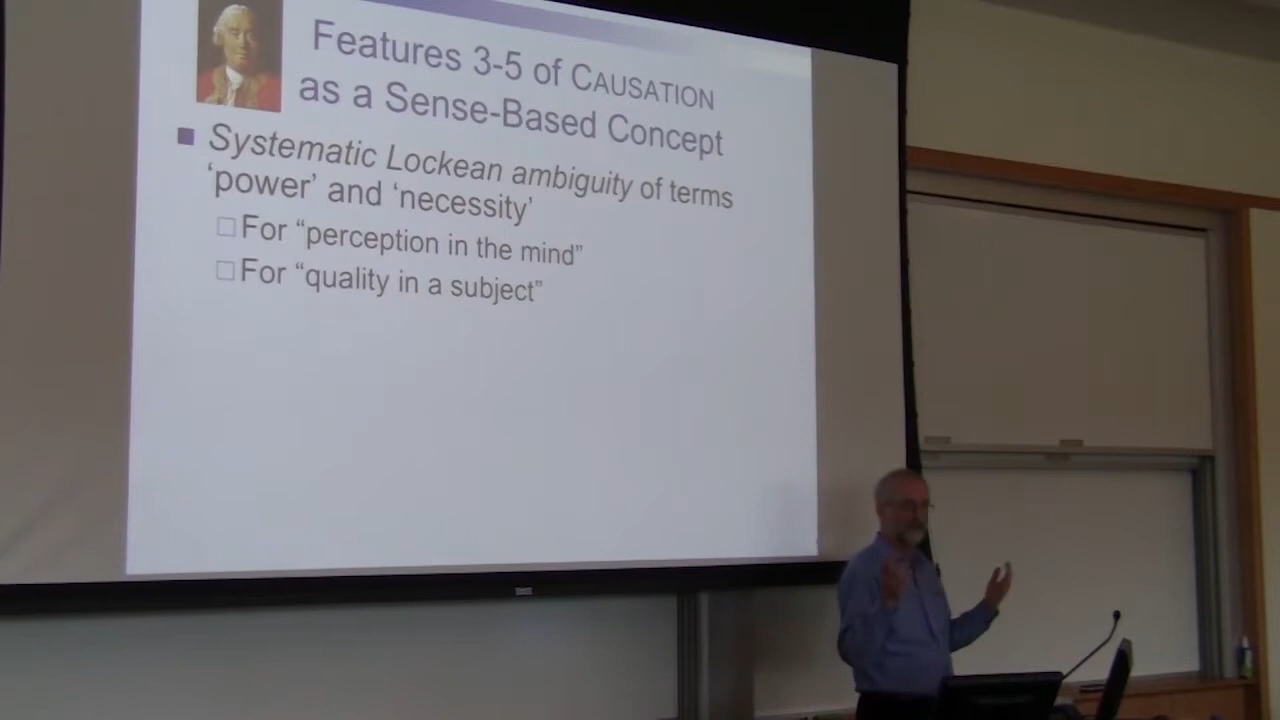 Features 3-5 of CAUSATION
as a Sense-Based Concept
Systematic Lockean ambiguity of terms
‘power’ and ‘necessity’
For “perception in the mind”
For “quality in a subject”